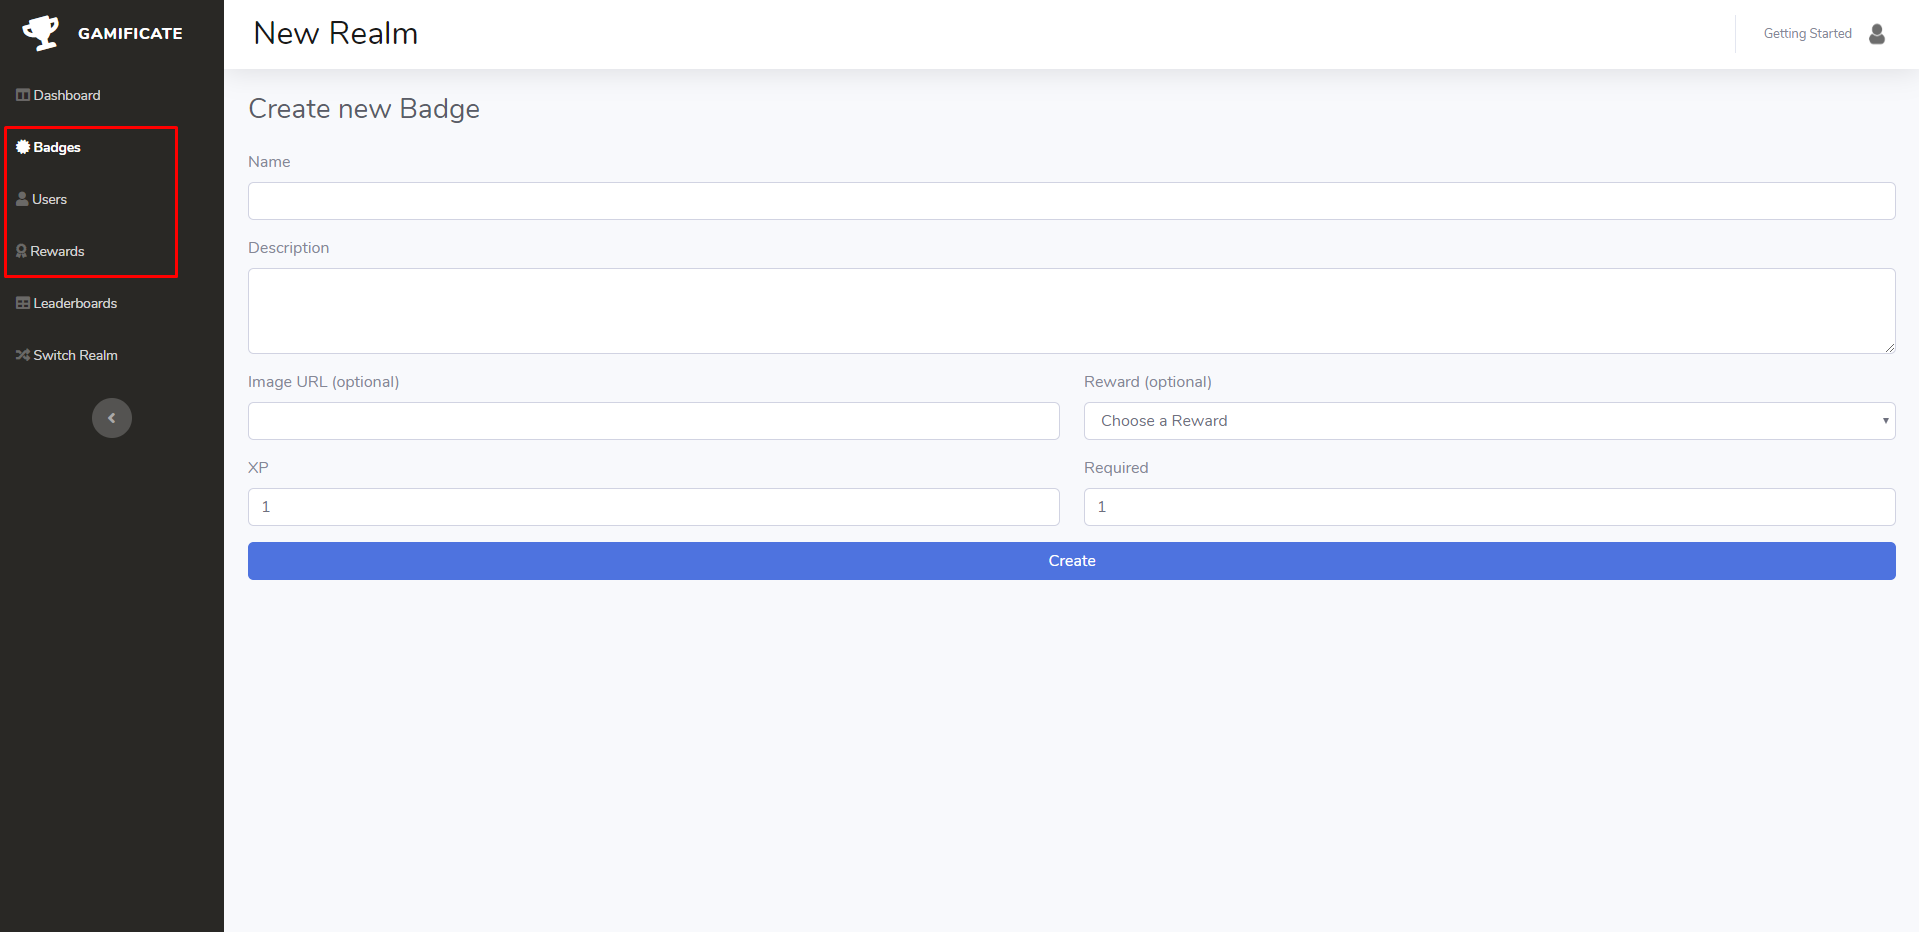 GAMIFICATE
New Realm
Getting Started
Dashboard
Badges
Users
Rewards
Leaderboards
Switch Realm
Create new Badge
Name
Description
Image URL (optional)
Reward (optional)
Choose a Reward
XP
Required
1
1
Create